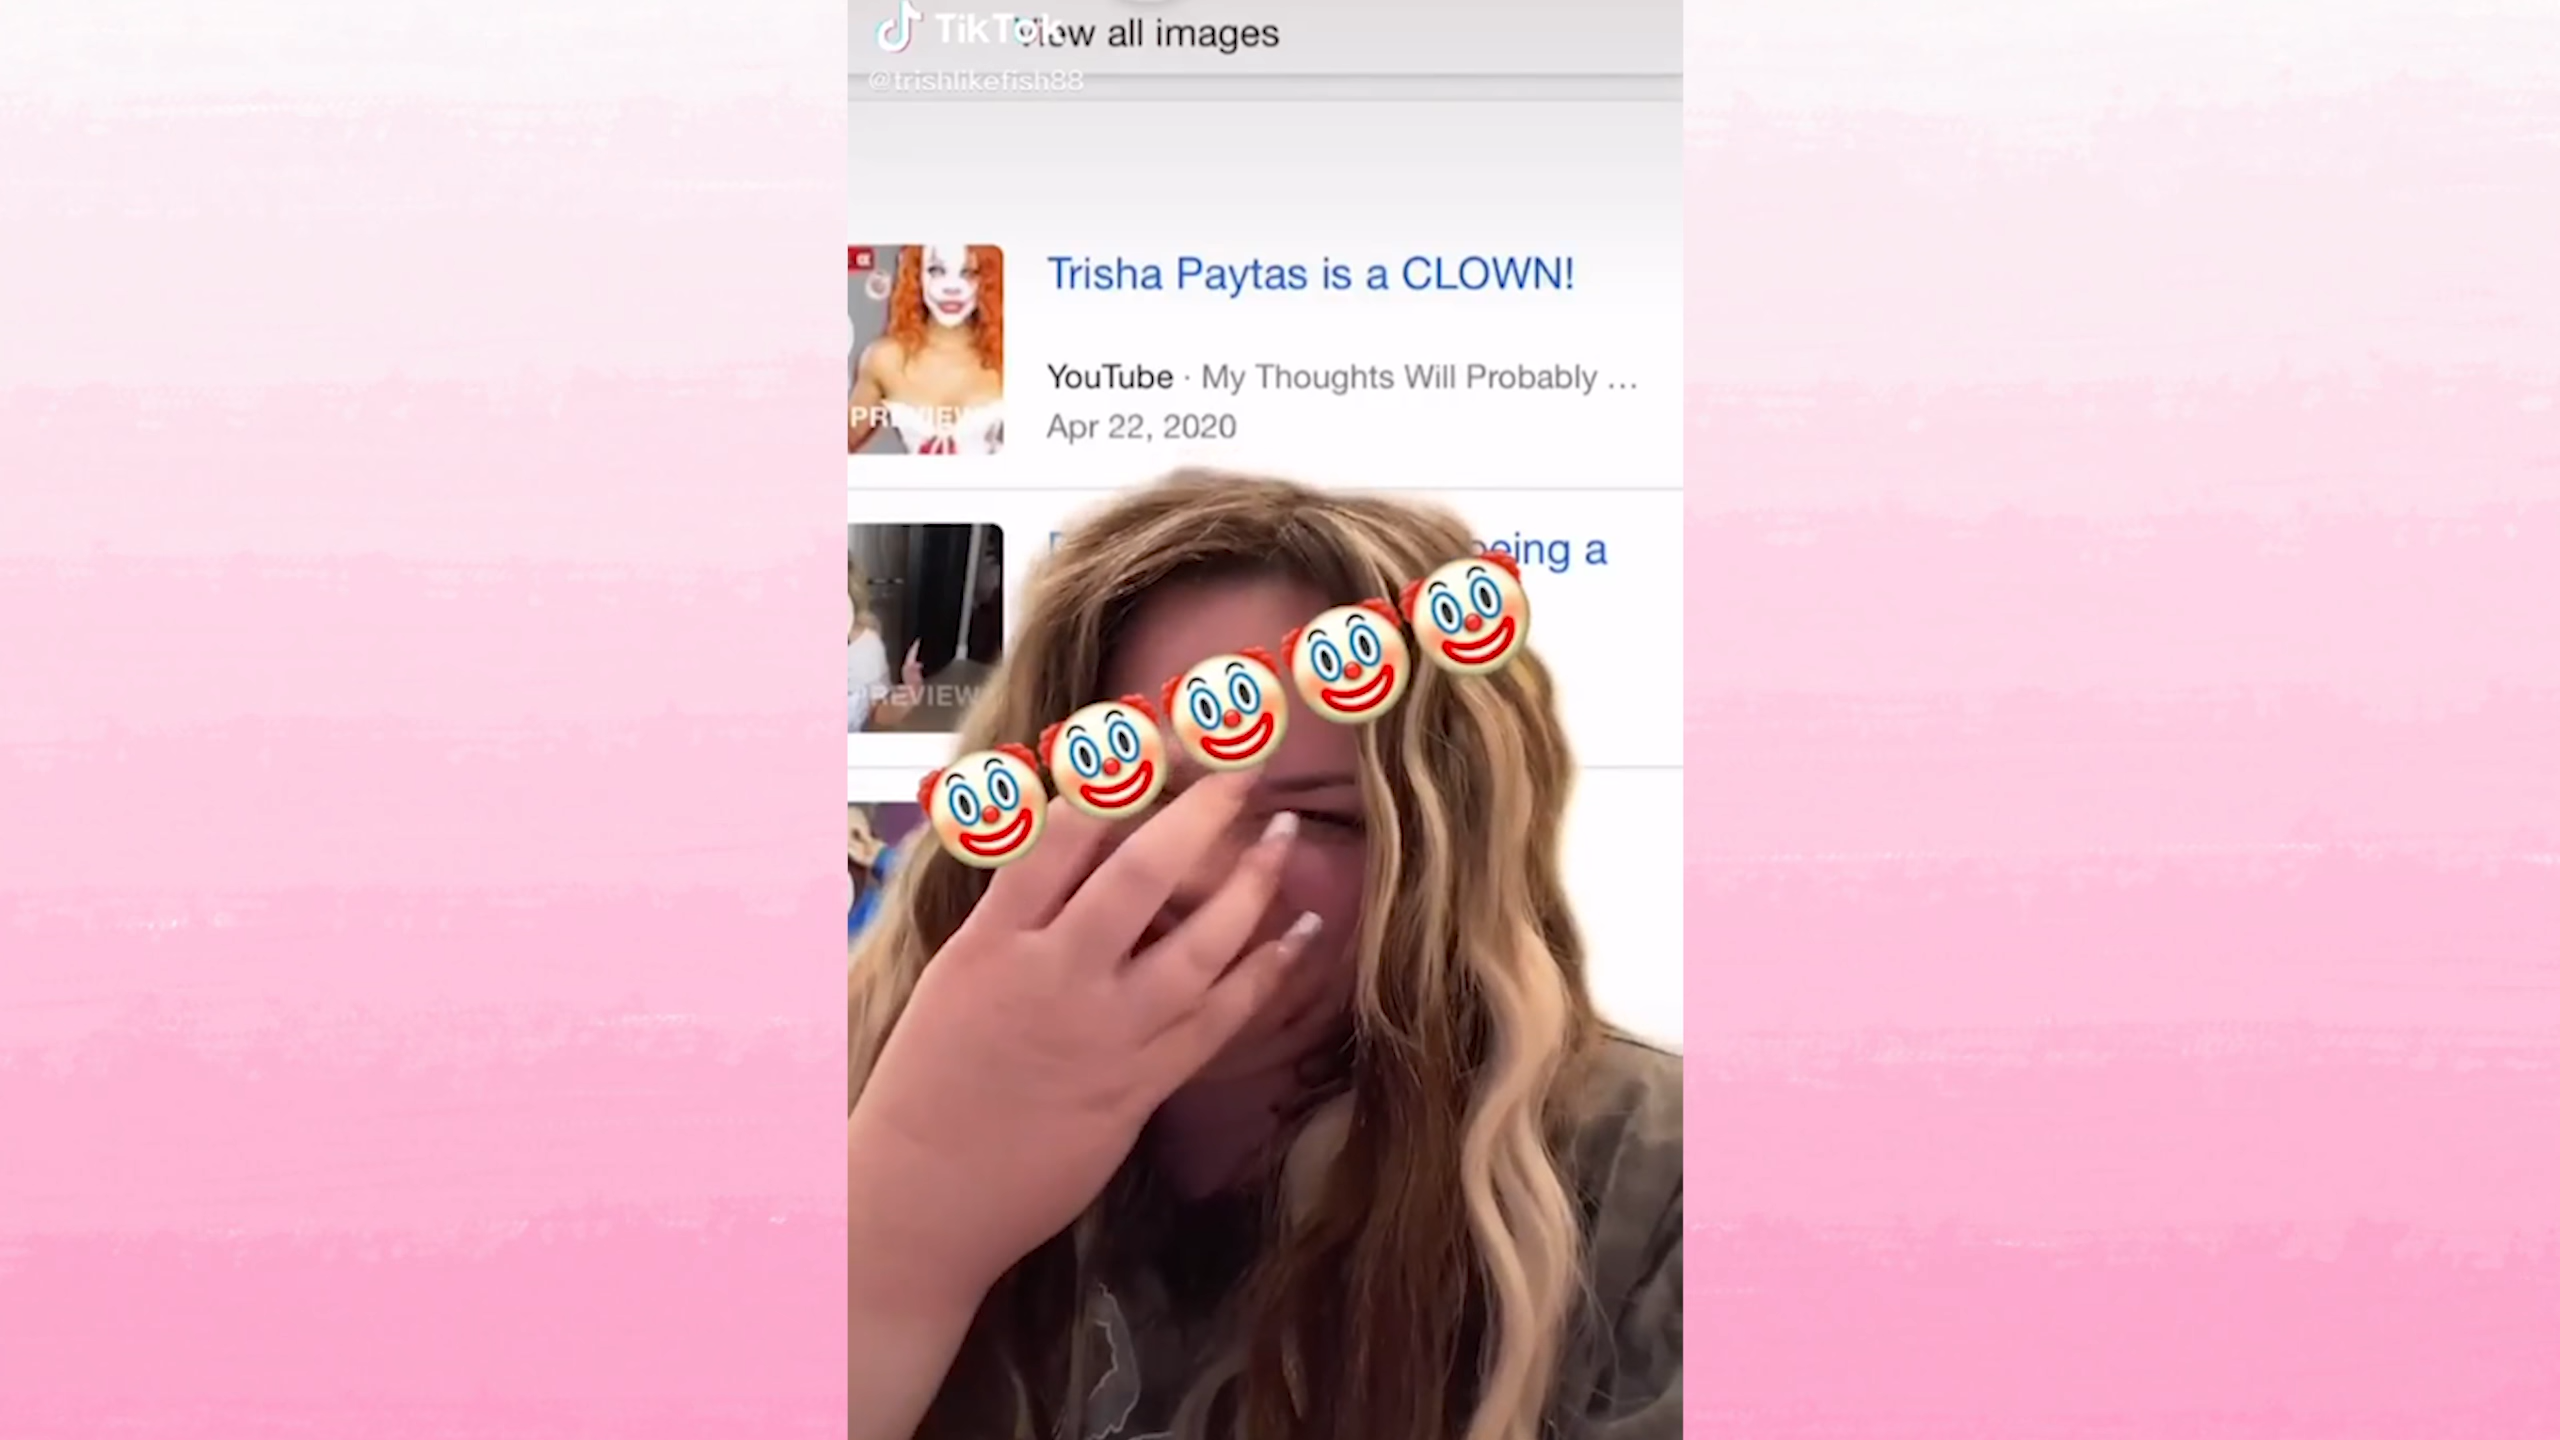 TikTok
View all images
@trishlikefish88
Trisha Paytas is a CLOWN!
YouTube · My Thoughts Will Probably ...
Apr 22, 2020
PREVIEW
being a
PREVIEW